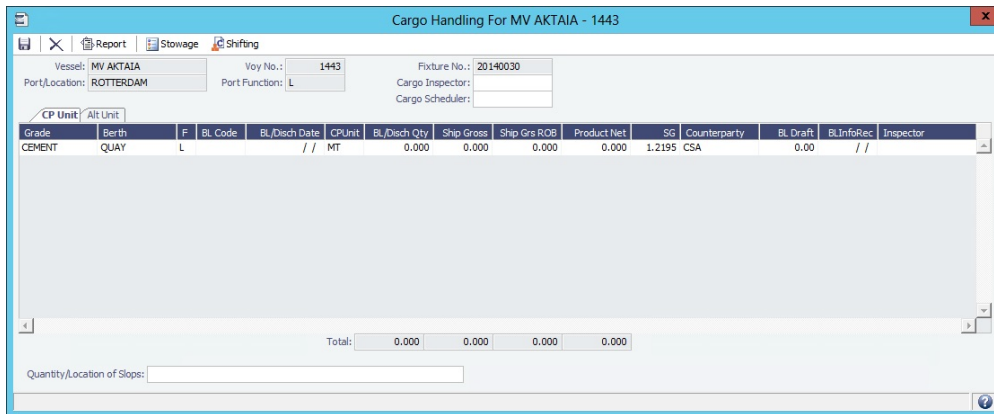 Cargo Handling For MV AKTAIA - 1443
x
Report Stowage Shifting
Vessel: MV AKTAIA Voy No.: 1443 Fixture No.: 20140030
Port/Location: ROTTERDAM Port Function: L Cargo Inspector:
Cargo Scheduler:
CP Unit Alt Unit
Grade Berth F BL Code BL/Disch Date CPUnit BL/Disch Qty Ship Gross Ship Grs ROB Product Net SG Counterparty BL Draft BLInfoRec Inspector
CEMENT QUAY L / / MT 0.000 0.000 0.000 0.000 1.2195 CSA 0.00 / /
Total: 0.000 0.000 0.000 0.000
Quantity/Location of Slops:
?